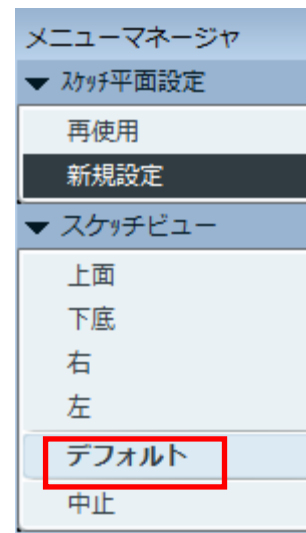 メニューマネージャ
▼ ｽｹｯﾁ平面設定
再使用
新規設定
▼ スケッチビュー
上面
下底
右
左
デフォルト
中止